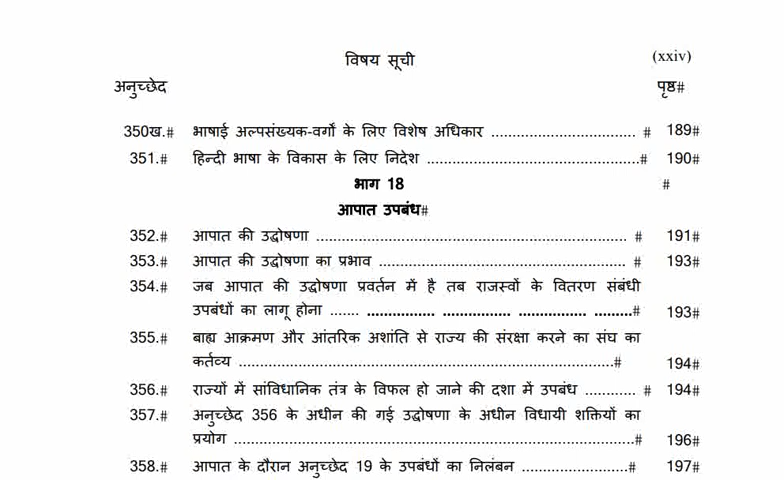 विषय सूची (xxiv)
अनुच्छेद पृष्ठ#
350ख.# भाषाई अल्पसंख्यक-वर्गों के लिए विशेष अधिकार .................................. # 189#
351.# हिन्दी भाषा के विकास के लिए निदेश ..................................................# 190#
भाग 18 #
आपात उपबंध#
352.# आपात की उद्घोषणा ......................................................................... # 191#
353.# आपात की उद्घोषणा का प्रभाव .......................................................... # 193#
354.# जब आपात की उद्घोषणा प्रवर्तन में है तब राजस्वों के वितरण संबंधी
उपबंधों का लागू होना ....... ................ .................. ................ .........# 193#
355.# बाह्य आक्रमण और आंतरिक अशांति से राज्य की संरक्षा करने का संघ का
कर्तव्य ........................................................................................# 194#
356.# राज्यों में सांविधानिक तंत्र के विफल हो जाने की दशा में उपबंध ............ # 194#
357.# अनुच्छेद 356 के अधीन की गई उद्घोषणा के अधीन विधायी शक्तियों का
प्रयोग ..............................................................................................# 196#
358.# आपात के दौरान अनुच्छेद 19 के उपबंधों का निलंबन .........................# 197#